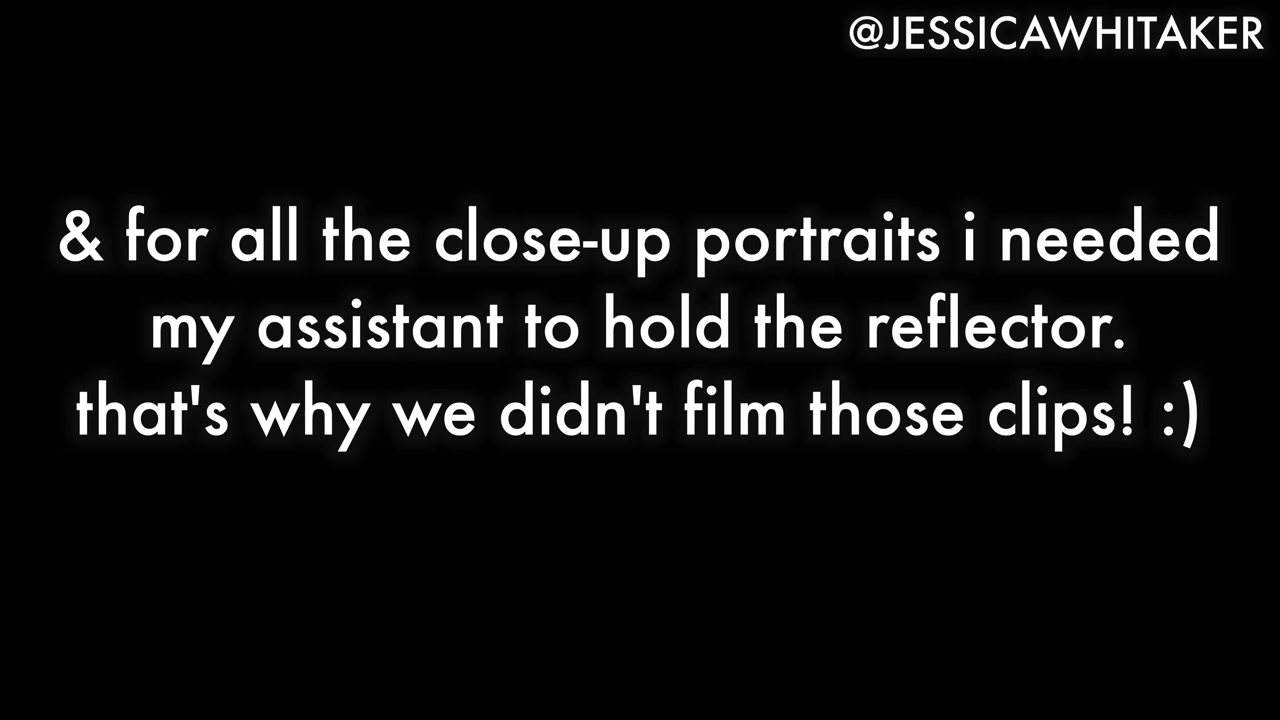 @JESSICAWHITAKER
& for all the close-up portraits i needed
my assistant to hold the reflector.
that's why we didn't film those clips! :)